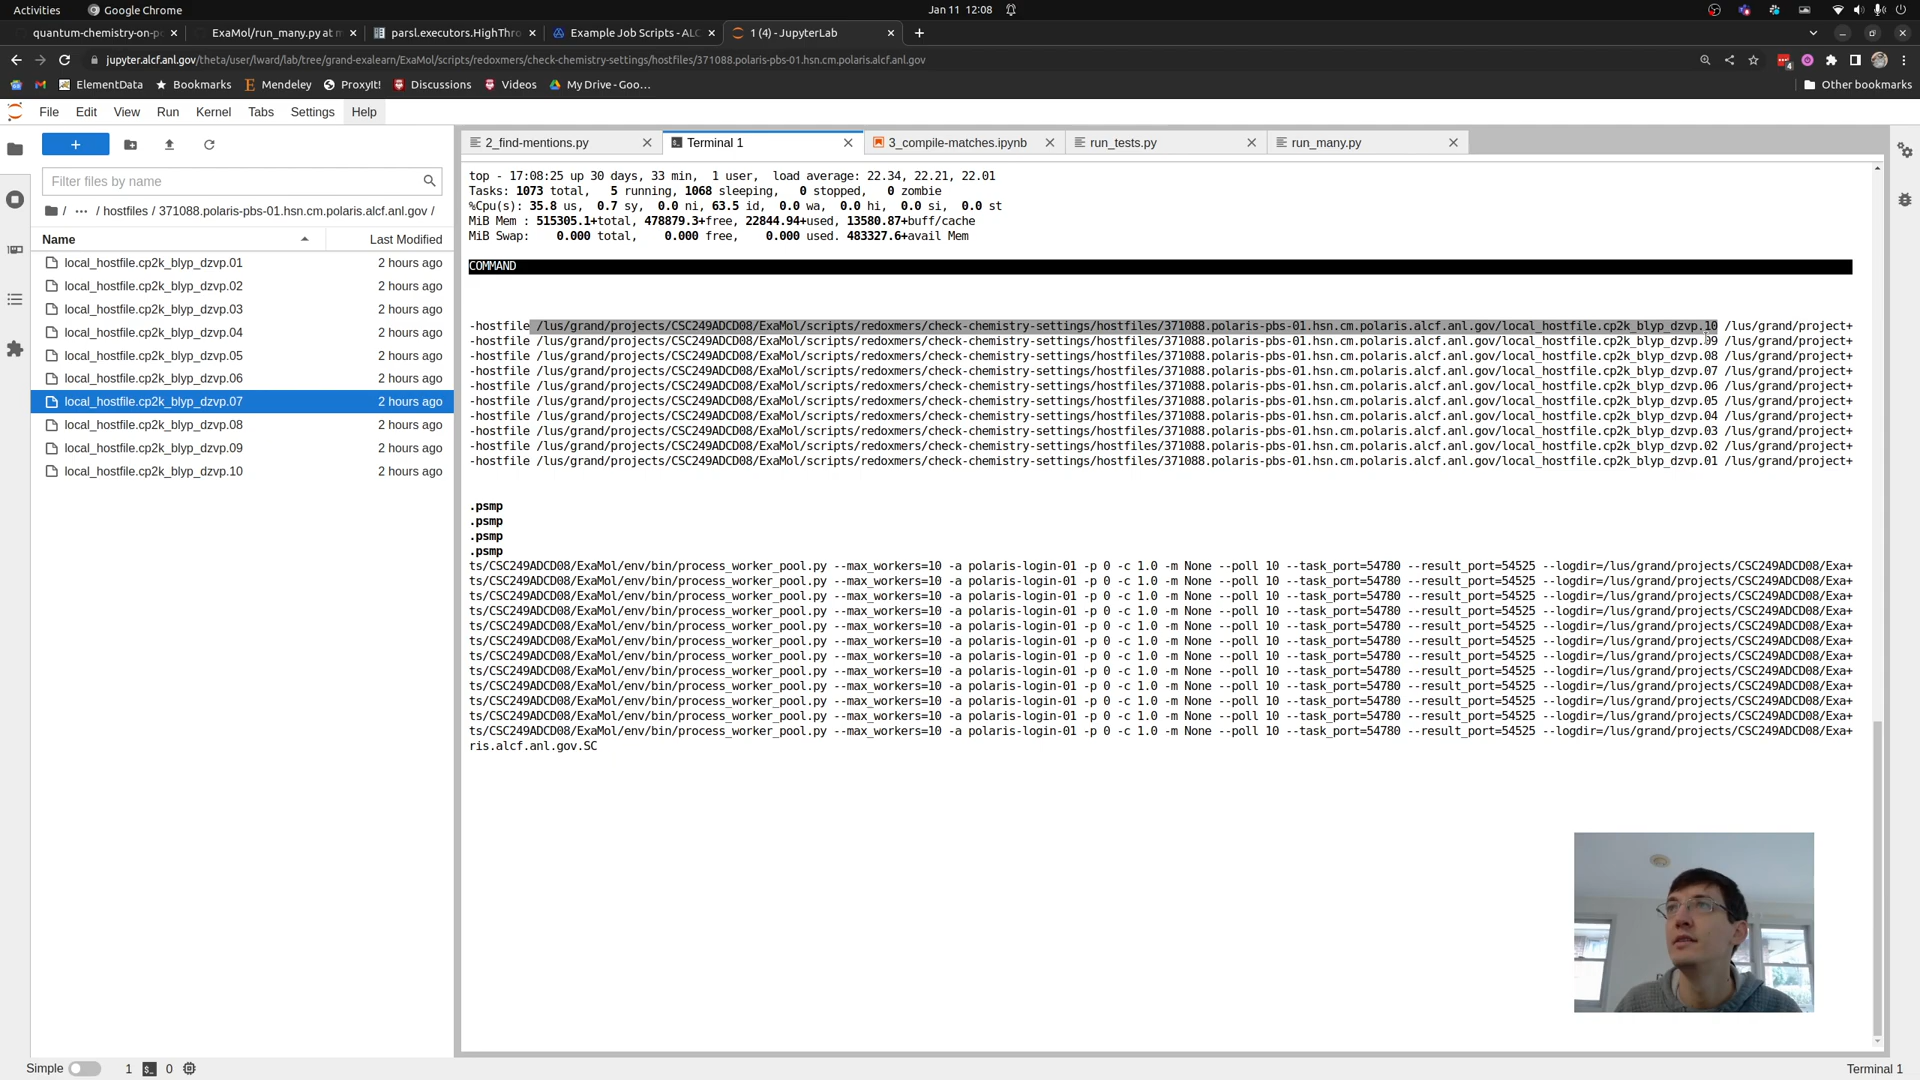 Activities
Google Chrome
Jan 11 12:08
quantum-chemistry-on-p
ExaMol/run_many.py at m
parsl.executors.HighThro
Example Job Scripts - ALC
1 (4) - JupyterLab
jupyter.alcf.anl.gov/theta/user/lward/lab/tree/grand-exalearn/ExaMol/scripts/redoxmers/check-chemistry-settings/hostfiles/371088.polaris-pbs-01.hsn.cm.polaris.alcf.anl.gov
ElementData
Bookmarks
Mendeley
ProxyIt!
Discussions
Videos
My Drive - Goo...
Other bookmarks
File Edit View Run Kernel Tabs Settings Help
Filter files by name
/ ... / hostfiles / 371088.polaris-pbs-01.hsn.cm.polaris.alcf.anl.gov /
Name Last Modified
local_hostfile.cp2k_blyp_dzvp.01 2 hours ago
local_hostfile.cp2k_blyp_dzvp.02 2 hours ago
local_hostfile.cp2k_blyp_dzvp.03 2 hours ago
local_hostfile.cp2k_blyp_dzvp.04 2 hours ago
local_hostfile.cp2k_blyp_dzvp.05 2 hours ago
local_hostfile.cp2k_blyp_dzvp.06 2 hours ago
local_hostfile.cp2k_blyp_dzvp.07 2 hours ago
local_hostfile.cp2k_blyp_dzvp.08 2 hours ago
local_hostfile.cp2k_blyp_dzvp.09 2 hours ago
local_hostfile.cp2k_blyp_dzvp.10 2 hours ago
2_find-mentions.py
Terminal 1
3_compile-matches.ipynb
run_tests.py
run_many.py
top - 17:08:25 up 30 days, 33 min, 1 user, load average: 22.34, 22.21, 22.01
Tasks: 1073 total, 5 running, 1068 sleeping, 0 stopped, 0 zombie
%Cpu(s): 35.8 us, 0.7 sy, 0.0 ni, 63.5 id, 0.0 wa, 0.0 hi, 0.0 si, 0.0 st
MiB Mem : 515305.1+total, 478879.3+free, 22844.94+used, 13580.87+buff/cache
MiB Swap: 0.000 total, 0.000 free, 0.000 used. 483327.6+avail Mem
COMMAND
-hostfile /lus/grand/projects/CSC249ADCD08/ExaMol/scripts/redoxmers/check-chemistry-settings/hostfiles/371088.polaris-pbs-01.hsn.cm.polaris.alcf.anl.gov/local_hostfile.cp2k_blyp_dzvp.10 /lus/grand/project+
-hostfile /lus/grand/projects/CSC249ADCD08/ExaMol/scripts/redoxmers/check-chemistry-settings/hostfiles/371088.polaris-pbs-01.hsn.cm.polaris.alcf.anl.gov/local_hostfile.cp2k_blyp_dzvp.09 /lus/grand/project+
-hostfile /lus/grand/projects/CSC249ADCD08/ExaMol/scripts/redoxmers/check-chemistry-settings/hostfiles/371088.polaris-pbs-01.hsn.cm.polaris.alcf.anl.gov/local_hostfile.cp2k_blyp_dzvp.08 /lus/grand/project+
-hostfile /lus/grand/projects/CSC249ADCD08/ExaMol/scripts/redoxmers/check-chemistry-settings/hostfiles/371088.polaris-pbs-01.hsn.cm.polaris.alcf.anl.gov/local_hostfile.cp2k_blyp_dzvp.07 /lus/grand/project+
-hostfile /lus/grand/projects/CSC249ADCD08/ExaMol/scripts/redoxmers/check-chemistry-settings/hostfiles/371088.polaris-pbs-01.hsn.cm.polaris.alcf.anl.gov/local_hostfile.cp2k_blyp_dzvp.06 /lus/grand/project+
-hostfile /lus/grand/projects/CSC249ADCD08/ExaMol/scripts/redoxmers/check-chemistry-settings/hostfiles/371088.polaris-pbs-01.hsn.cm.polaris.alcf.anl.gov/local_hostfile.cp2k_blyp_dzvp.05 /lus/grand/project+
-hostfile /lus/grand/projects/CSC249ADCD08/ExaMol/scripts/redoxmers/check-chemistry-settings/hostfiles/371088.polaris-pbs-01.hsn.cm.polaris.alcf.anl.gov/local_hostfile.cp2k_blyp_dzvp.04 /lus/grand/project+
-hostfile /lus/grand/projects/CSC249ADCD08/ExaMol/scripts/redoxmers/check-chemistry-settings/hostfiles/371088.polaris-pbs-01.hsn.cm.polaris.alcf.anl.gov/local_hostfile.cp2k_blyp_dzvp.03 /lus/grand/project+
-hostfile /lus/grand/projects/CSC249ADCD08/ExaMol/scripts/redoxmers/check-chemistry-settings/hostfiles/371088.polaris-pbs-01.hsn.cm.polaris.alcf.anl.gov/local_hostfile.cp2k_blyp_dzvp.02 /lus/grand/project+
-hostfile /lus/grand/projects/CSC249ADCD08/ExaMol/scripts/redoxmers/check-chemistry-settings/hostfiles/371088.polaris-pbs-01.hsn.cm.polaris.alcf.anl.gov/local_hostfile.cp2k_blyp_dzvp.01 /lus/grand/project+
.psmp
.psmp
.psmp
.psmp
ts/CSC249ADCD08/ExaMol/env/bin/process_worker_pool.py --max_workers=10 -a polaris-login-01 -p 0 -c 1.0 -m None --poll 10 --task_port=54780 --result_port=54525 --logdir=/lus/grand/projects/CSC249ADCD08/Exa+
ts/CSC249ADCD08/ExaMol/env/bin/process_worker_pool.py --max_workers=10 -a polaris-login-01 -p 0 -c 1.0 -m None --poll 10 --task_port=54780 --result_port=54525 --logdir=/lus/grand/projects/CSC249ADCD08/Exa+
ts/CSC249ADCD08/ExaMol/env/bin/process_worker_pool.py --max_workers=10 -a polaris-login-01 -p 0 -c 1.0 -m None --poll 10 --task_port=54780 --result_port=54525 --logdir=/lus/grand/projects/CSC249ADCD08/Exa+
ts/CSC249ADCD08/ExaMol/env/bin/process_worker_pool.py --max_workers=10 -a polaris-login-01 -p 0 -c 1.0 -m None --poll 10 --task_port=54780 --result_port=54525 --logdir=/lus/grand/projects/CSC249ADCD08/Exa+
ts/CSC249ADCD08/ExaMol/env/bin/process_worker_pool.py --max_workers=10 -a polaris-login-01 -p 0 -c 1.0 -m None --poll 10 --task_port=54780 --result_port=54525 --logdir=/lus/grand/projects/CSC249ADCD08/Exa+
ts/CSC249ADCD08/ExaMol/env/bin/process_worker_pool.py --max_workers=10 -a polaris-login-01 -p 0 -c 1.0 -m None --poll 10 --task_port=54780 --result_port=54525 --logdir=/lus/grand/projects/CSC249ADCD08/Exa+
ts/CSC249ADCD08/ExaMol/env/bin/process_worker_pool.py --max_workers=10 -a polaris-login-01 -p 0 -c 1.0 -m None --poll 10 --task_port=54780 --result_port=54525 --logdir=/lus/grand/projects/CSC249ADCD08/Exa+
ts/CSC249ADCD08/ExaMol/env/bin/process_worker_pool.py --max_workers=10 -a polaris-login-01 -p 0 -c 1.0 -m None --poll 10 --task_port=54780 --result_port=54525 --logdir=/lus/grand/projects/CSC249ADCD08/Exa+
ts/CSC249ADCD08/ExaMol/env/bin/process_worker_pool.py --max_workers=10 -a polaris-login-01 -p 0 -c 1.0 -m None --poll 10 --task_port=54780 --result_port=54525 --logdir=/lus/grand/projects/CSC249ADCD08/Exa+
ts/CSC249ADCD08/ExaMol/env/bin/process_worker_pool.py --max_workers=10 -a polaris-login-01 -p 0 -c 1.0 -m None --poll 10 --task_port=54780 --result_port=54525 --logdir=/lus/grand/projects/CSC249ADCD08/Exa+
ts/CSC249ADCD08/ExaMol/env/bin/process_worker_pool.py --max_workers=10 -a polaris-login-01 -p 0 -c 1.0 -m None --poll 10 --task_port=54780 --result_port=54525 --logdir=/lus/grand/projects/CSC249ADCD08/Exa+
ts/CSC249ADCD08/ExaMol/env/bin/process_worker_pool.py --max_workers=10 -a polaris-login-01 -p 0 -c 1.0 -m None --poll 10 --task_port=54780 --result_port=54525 --logdir=/lus/grand/projects/CSC249ADCD08/Exa+
ris.alcf.anl.gov.SC
Simple 1 0
Terminal 1